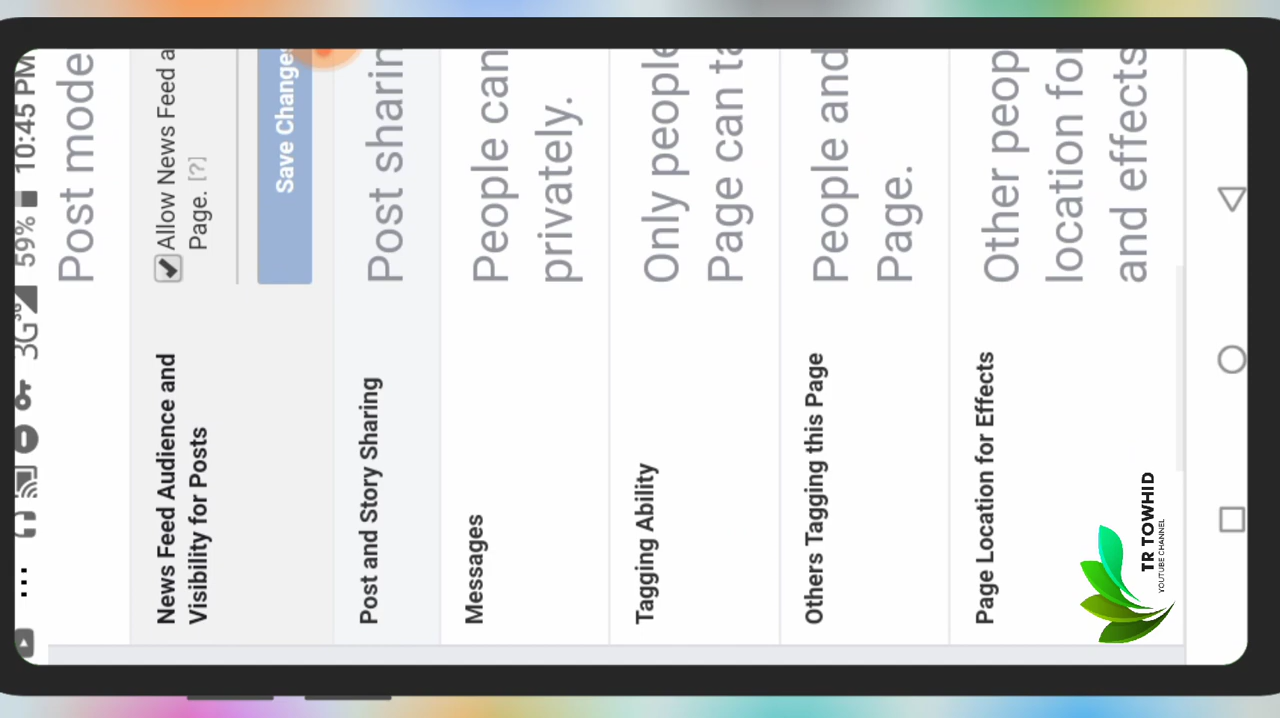 3G 59% 10:45 PM
Post mode
News Feed Audience and
Visibility for Posts
Allow News Feed a
Page. [?]
Save Change
Post and Story Sharing
Post sharin
Messages
People can
privately.
Tagging Ability
Only people
Page can ta
Others Tagging this Page
People and
Page.
Page Location for Effects
Other peop
location for
and effects
TR TOWHID
YOUTUBE CHANNEL